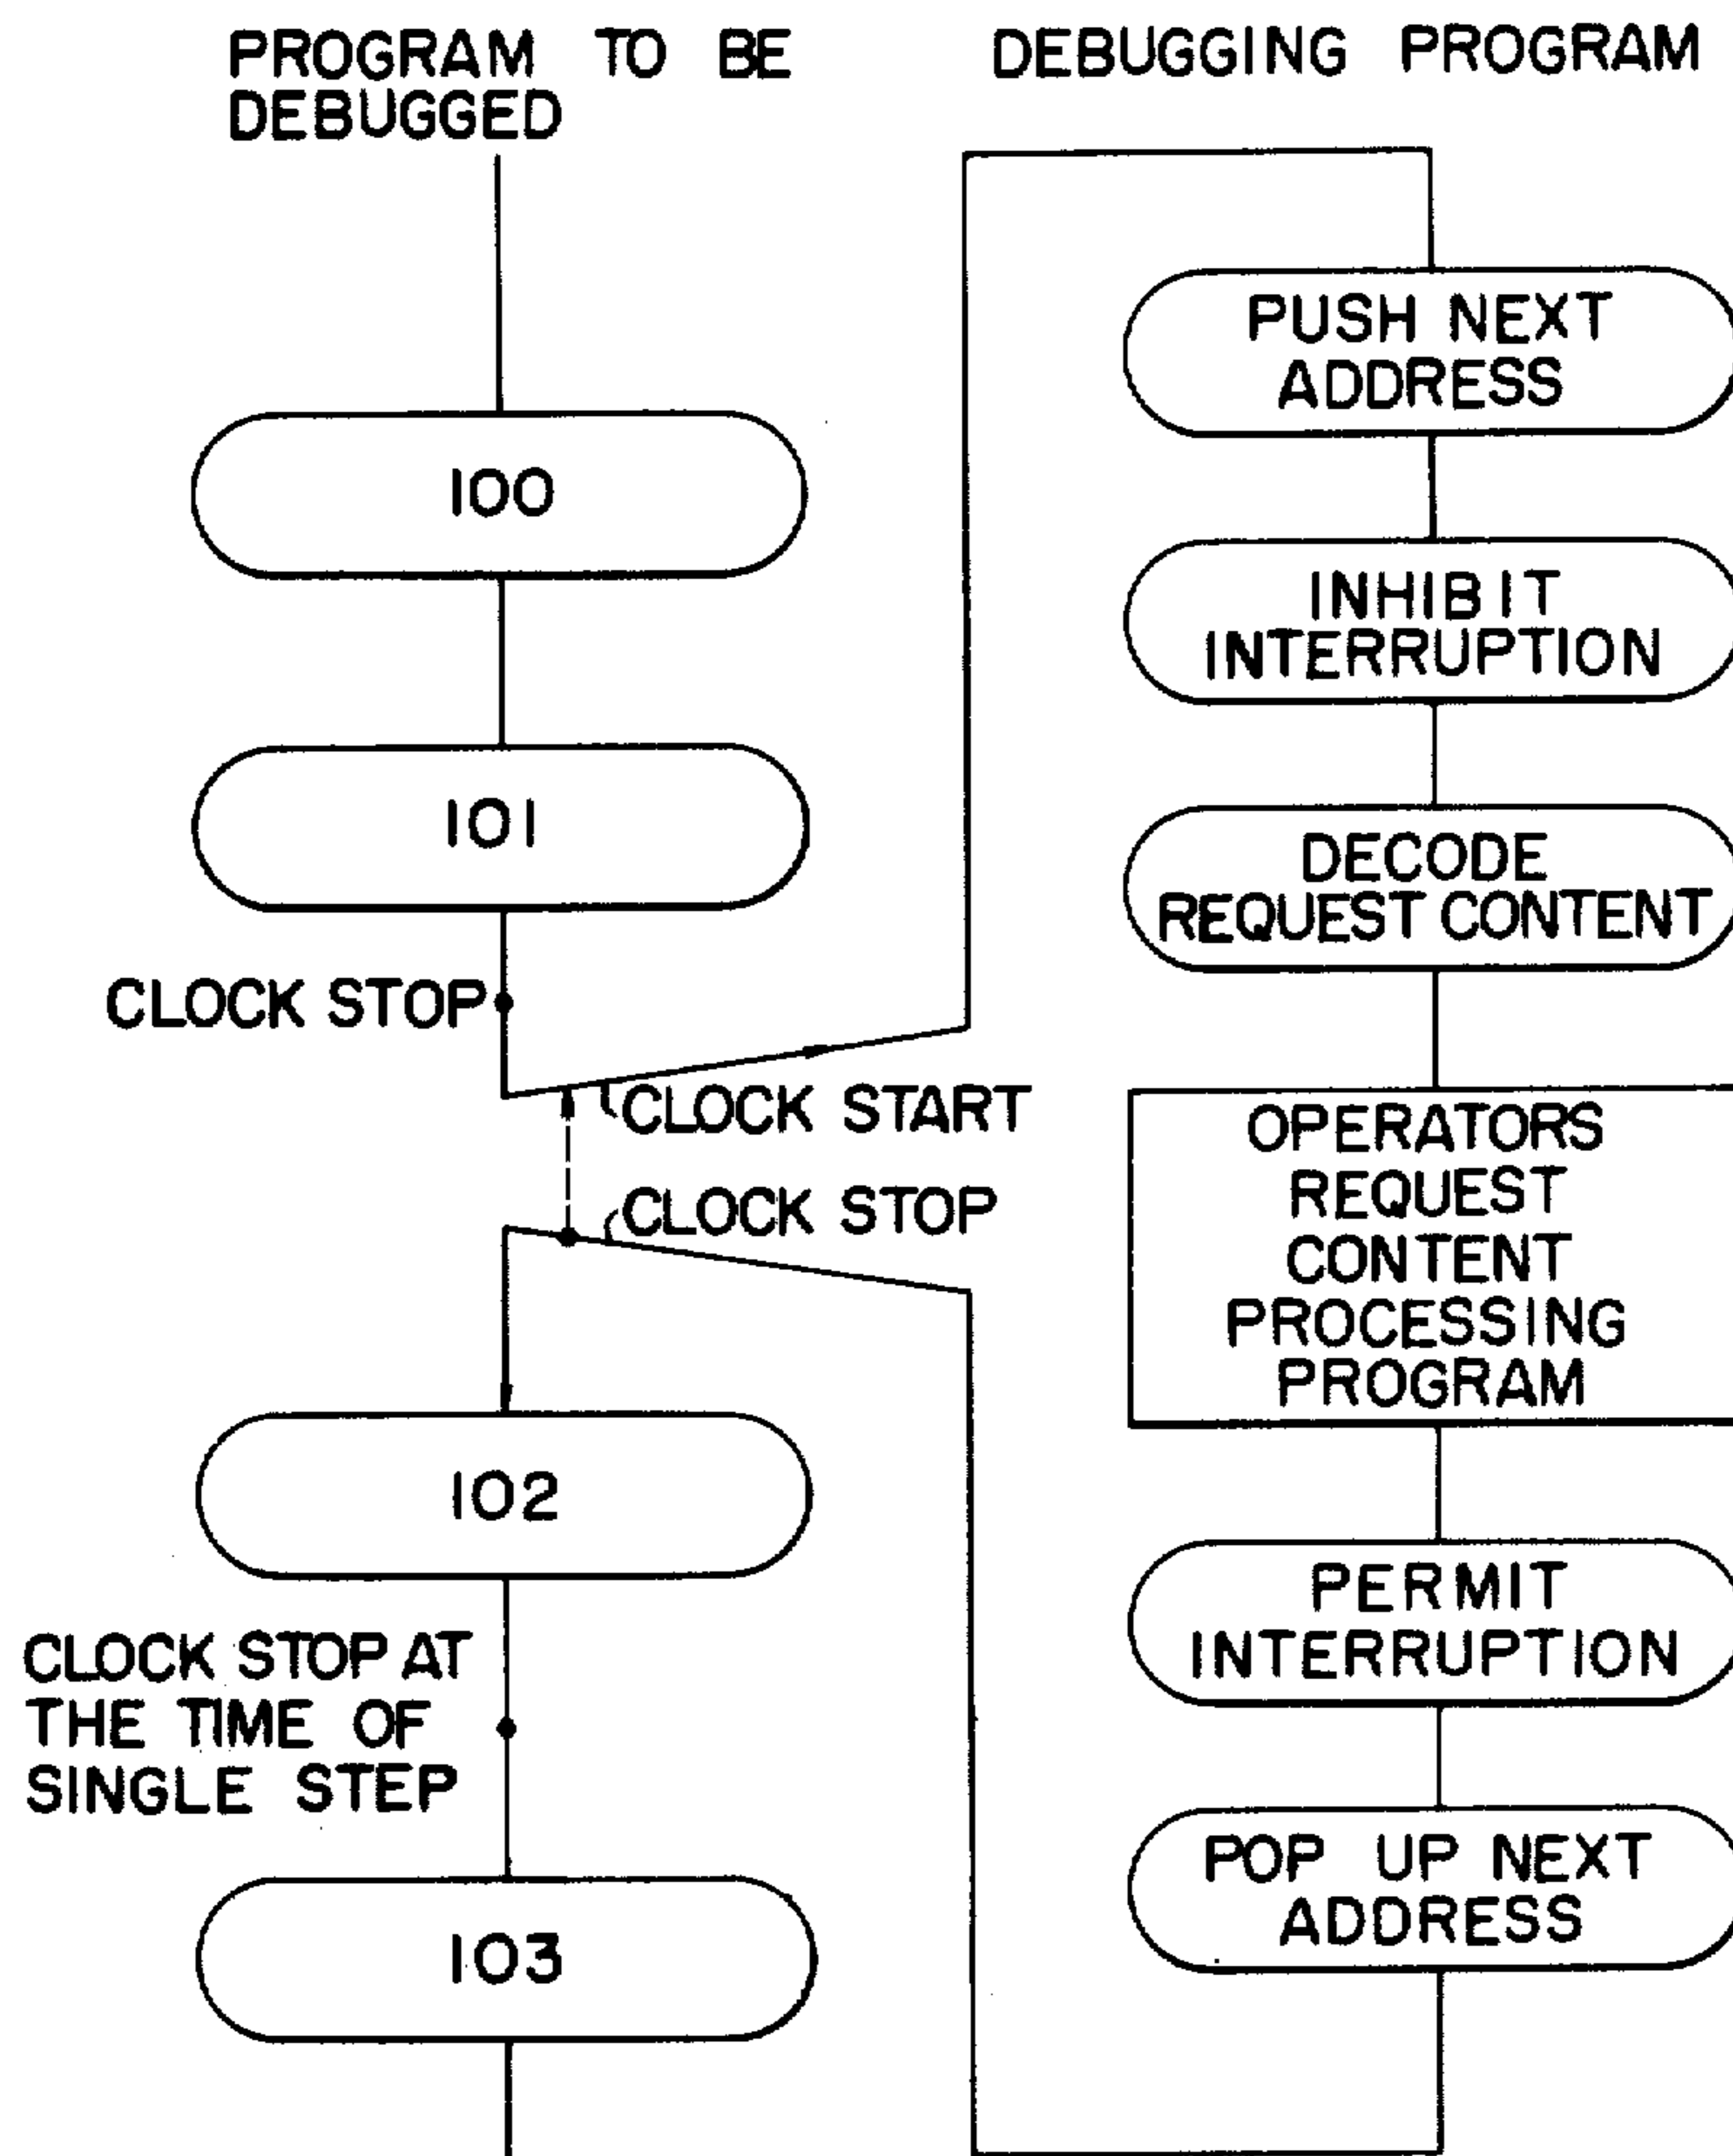 PROGRAM TO BE
DEBUGGED
100
101
CLOCK STOP
CLOCK START
CLOCK STOP
102
CLOCK STOP AT
THE TIME OF
SINGLE STEP
103
DEBUGGING PROGRAM
PUSH NEXT
ADDRESS
INHIBIT
INTERRUPTION
DECODE
REQUEST CONTENT
OPERATORS
REQUEST
CONTENT
PROCESSING
PROGRAM
PERMIT
INTERRUPTION
POP UP NEXT
ADDRESS